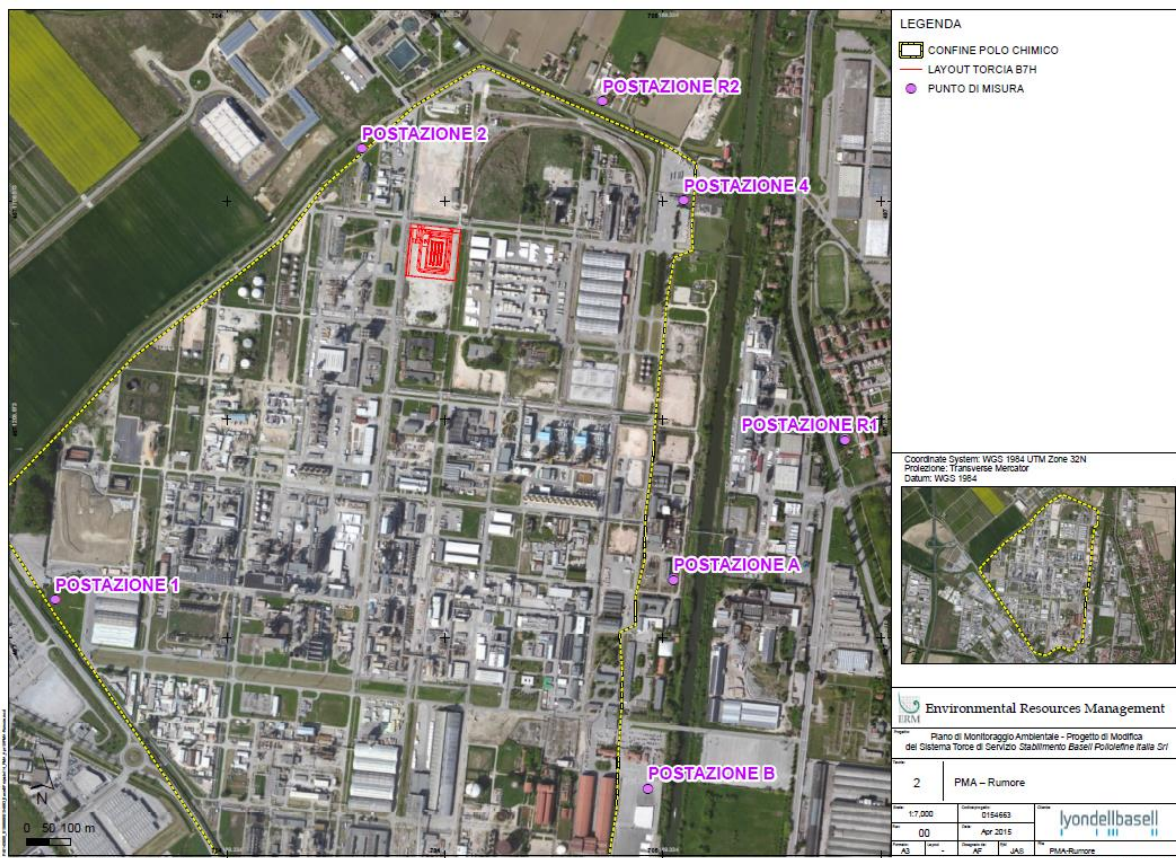 POSTAZIONE R2
POSTAZIONE 2
POSTAZIONE 4
POSTAZIONE R1
POSTAZIONE A
POSTAZIONE 1
POSTAZIONE B
N
0 50 100 m
LEGENDA
CONFINE POLO CHIMICO
LAYOUT TORCIA B7H
PUNTO DI MISURA
Coordinate System: WGS 1984 UTM Zone 32N
Proiezione: Transverse Mercator
Datum: WGS 1984
ERM
Environmental Resources Management
Progetto
Piano di Monitoraggio Ambientale - Progetto di Modifica
del Sistema Torce di Servizio Stabilimento Basell Poliolefine Italia Srl
2
PMA – Rumore
1:7,000
0154663
lyondellbasell
00
Apr 2015
A3
-
AF
JAS
PMA-Rumore